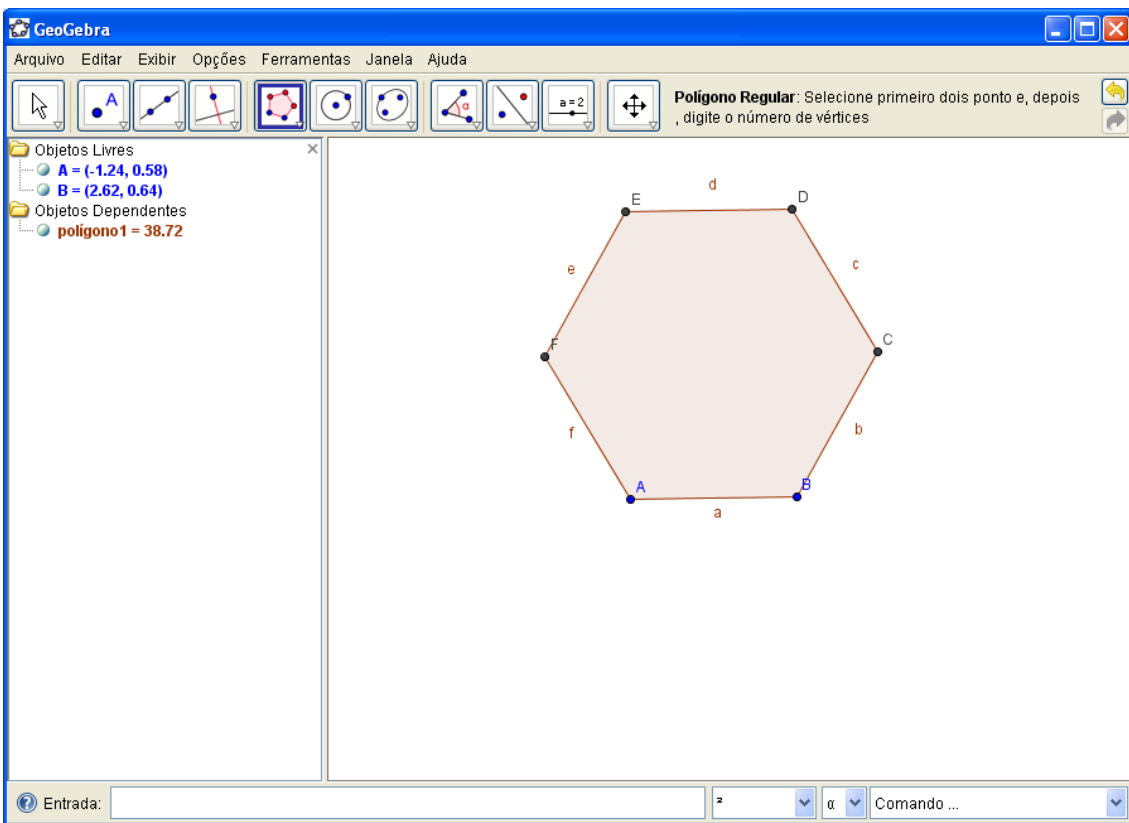 GeoGebra
Arquivo Editar Exibir Opções Ferramentas Janela Ajuda
A
α
a = 2
Polígono Regular: Selecione primeiro dois ponto e, depois
, digite o número de vértices
Objetos Livres
A = (-1.24, 0.58)
B = (2.62, 0.64)
Objetos Dependentes
polígono1 = 38.72
d
E
D
e
c
F
C
f
b
A
B
a
Entrada:
²
α
Comando ...